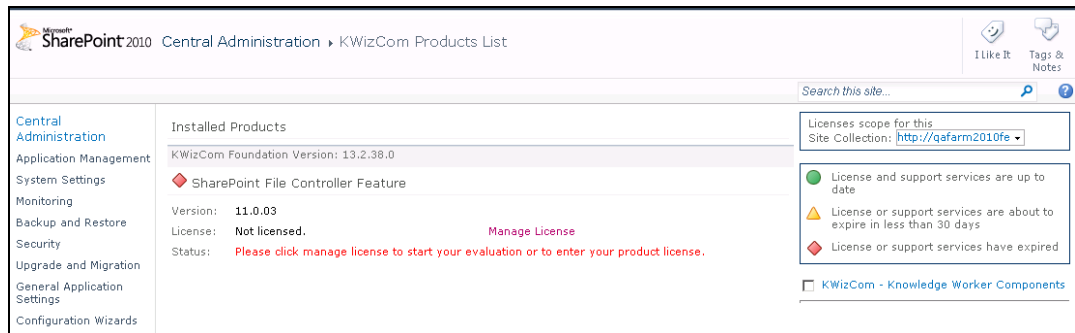 Microsoft®
SharePoint 2010 Central Administration ▸ KWizCom Products List
I Like It
Tags & Notes
Search this site...
Central Administration
Application Management
System Settings
Monitoring
Backup and Restore
Security
Upgrade and Migration
General Application Settings
Configuration Wizards
Installed Products
KWizCom Foundation Version: 13.2.38.0
SharePoint File Controller Feature
Version: 11.0.03
License: Not licensed. Manage License
Status: Please click manage license to start your evaluation or to enter your product license.
Licenses scope for this
Site Collection: http://qafarm2010fe
License and support services are up to
date
License or support services are about to
expire in less than 30 days
License or support services have expired
KWizCom - Knowledge Worker Components